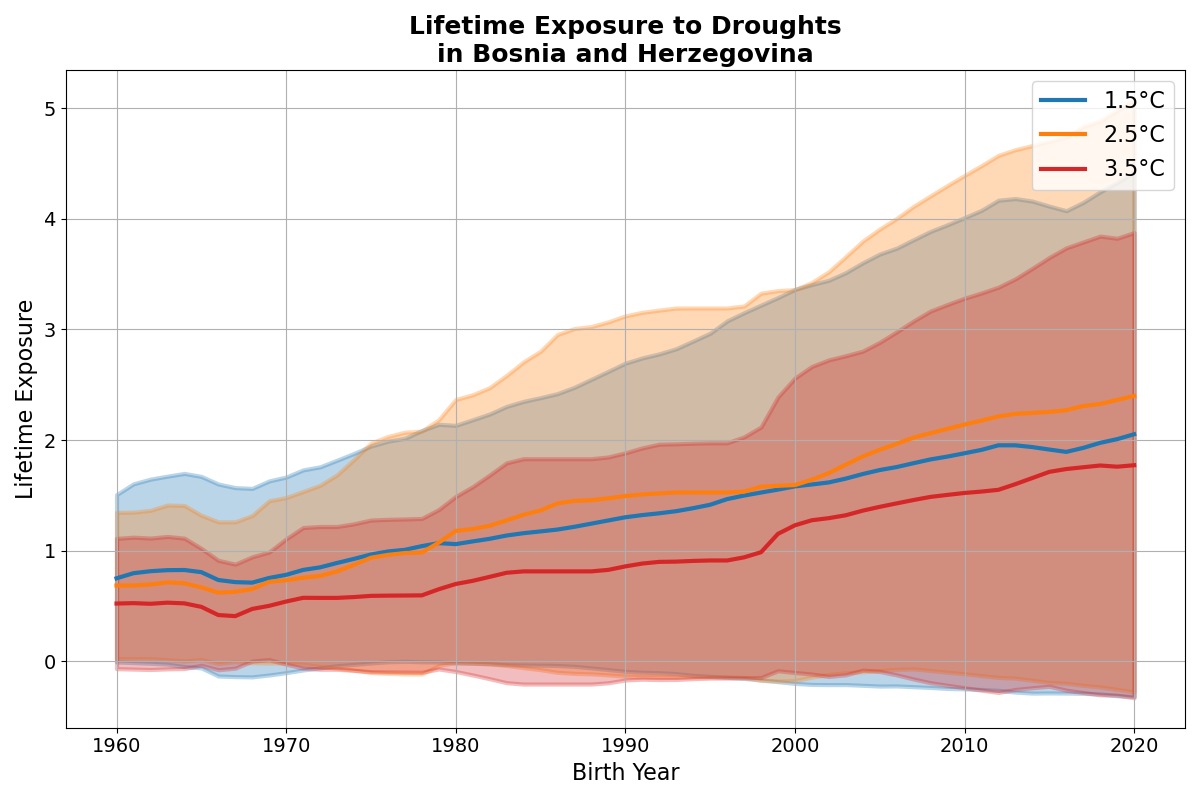 Lifetime Exposure to Droughts
in Bosnia and Herzegovina
1.5°C
2.5°C
3.5°C
Lifetime Exposure
5
4
3
2
1
0
1960 1970 1980 1990 2000 2010 2020
Birth Year